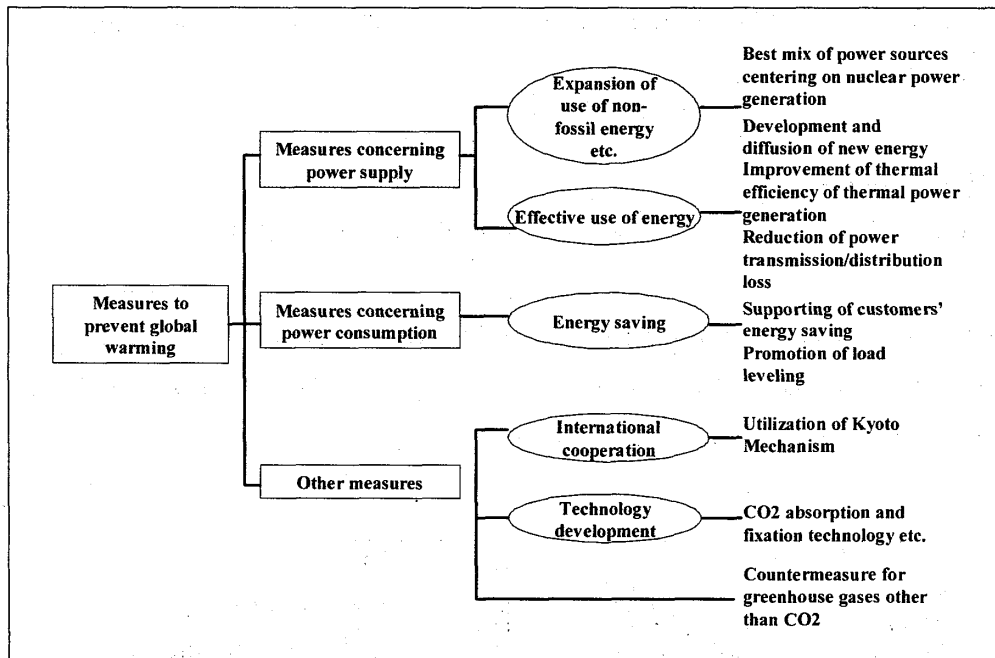 Measures to
prevent global
warming
Measures concerning
power supply
Expansion of
use of non-
fossil energy
etc.
Best mix of power sources
centering on nuclear power
generation
Development and
diffusion of new energy
Effective use of energy
Improvement of thermal
efficiency of thermal power
generation
Reduction of power
transmission/distribution
loss
Measures concerning
power consumption
Energy saving
Supporting of customers'
energy saving
Promotion of load
leveling
Other measures
International
cooperation
Utilization of Kyoto
Mechanism
Technology
development
CO2 absorption and
fixation technology etc.
Countermeasure for
greenhouse gases other
than CO2